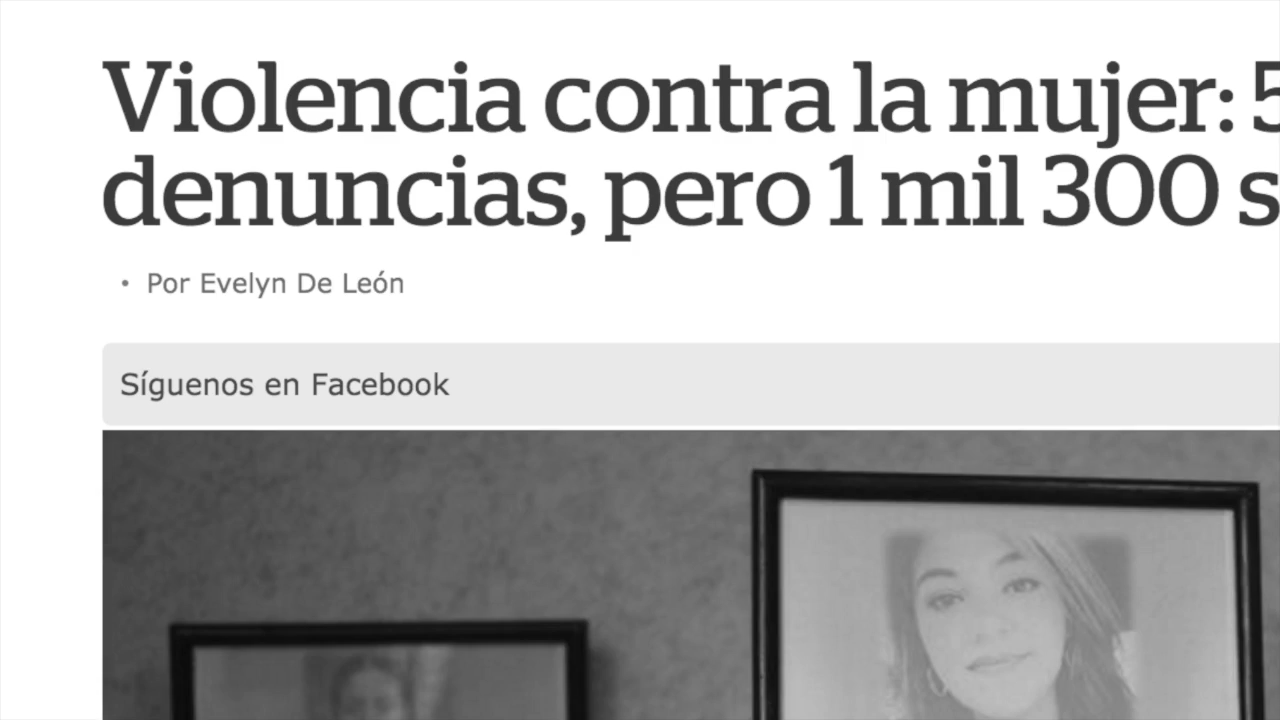 Violencia contra la mujer: 5
denuncias, pero 1 mil 300 s
• Por Evelyn De León
Síguenos en Facebook